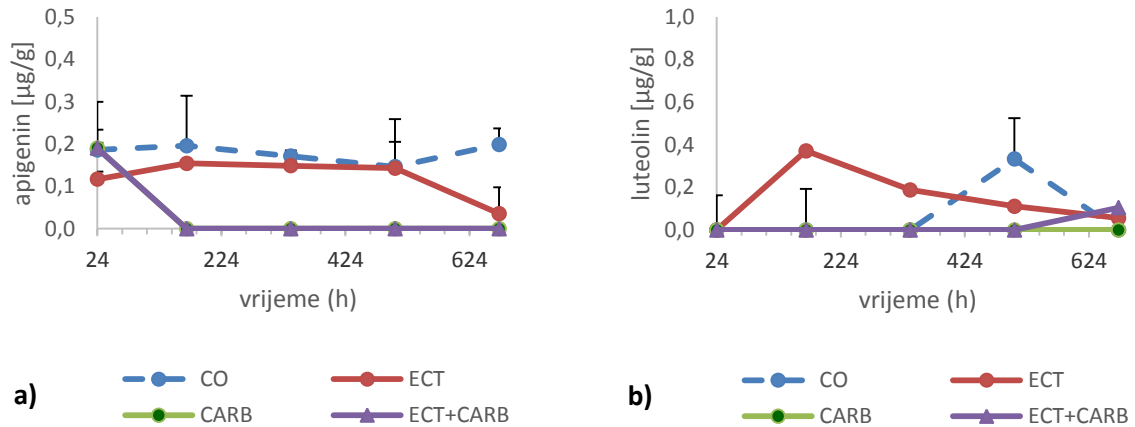 0,5
0,4
0,3
0,2
0,1
0,0
apigenin [µg/g]
24
224
424
624
vrijeme (h)
a)
CO
ECT
CARB
ECT+CARB
1,0
0,8
0,6
0,4
0,2
0,0
luteolin [µg/g]
24
224
424
624
vrijeme (h)
b)
CO
ECT
CARB
ECT+CARB